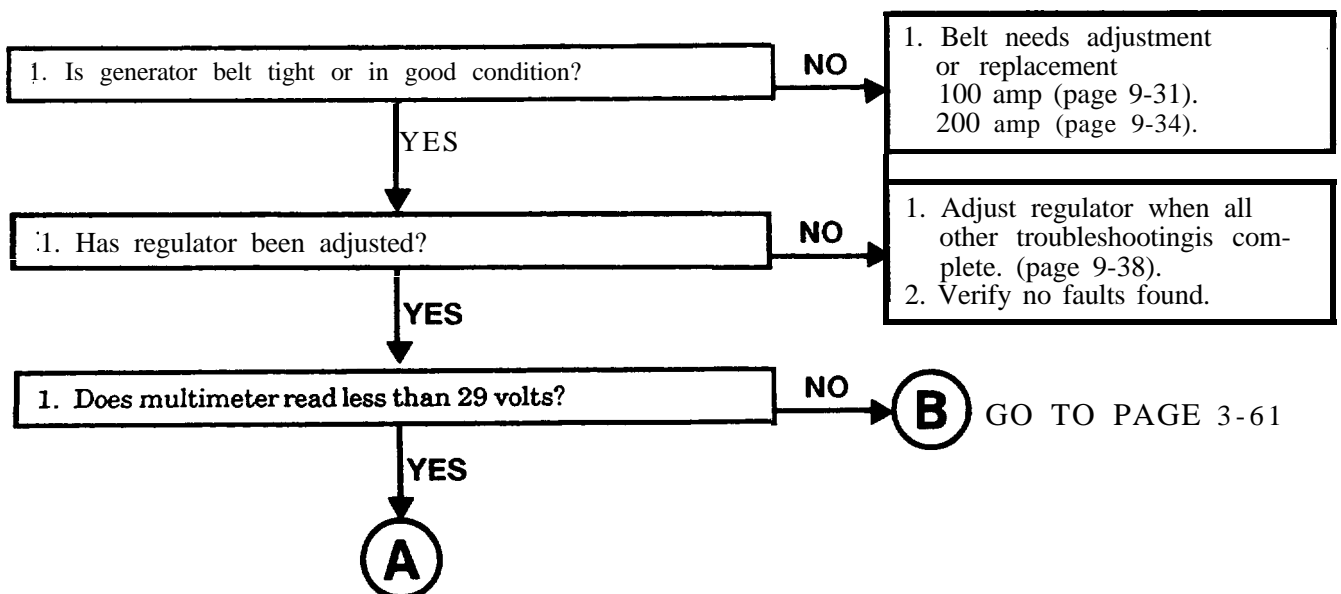 1. Is generator belt tight or in good condition?
NO
1. Belt needs adjustment
or replacement
100 amp (page 9-31).
200 amp (page 9-34).
YES
1. Has regulator been adjusted?
NO
1. Adjust regulator when all
other troubleshootingis com-
plete. (page 9-38).
2. Verify no faults found.
YES
1. Does multimeter read less than 29 volts?
NO
B GO TO PAGE 3-61
YES
A